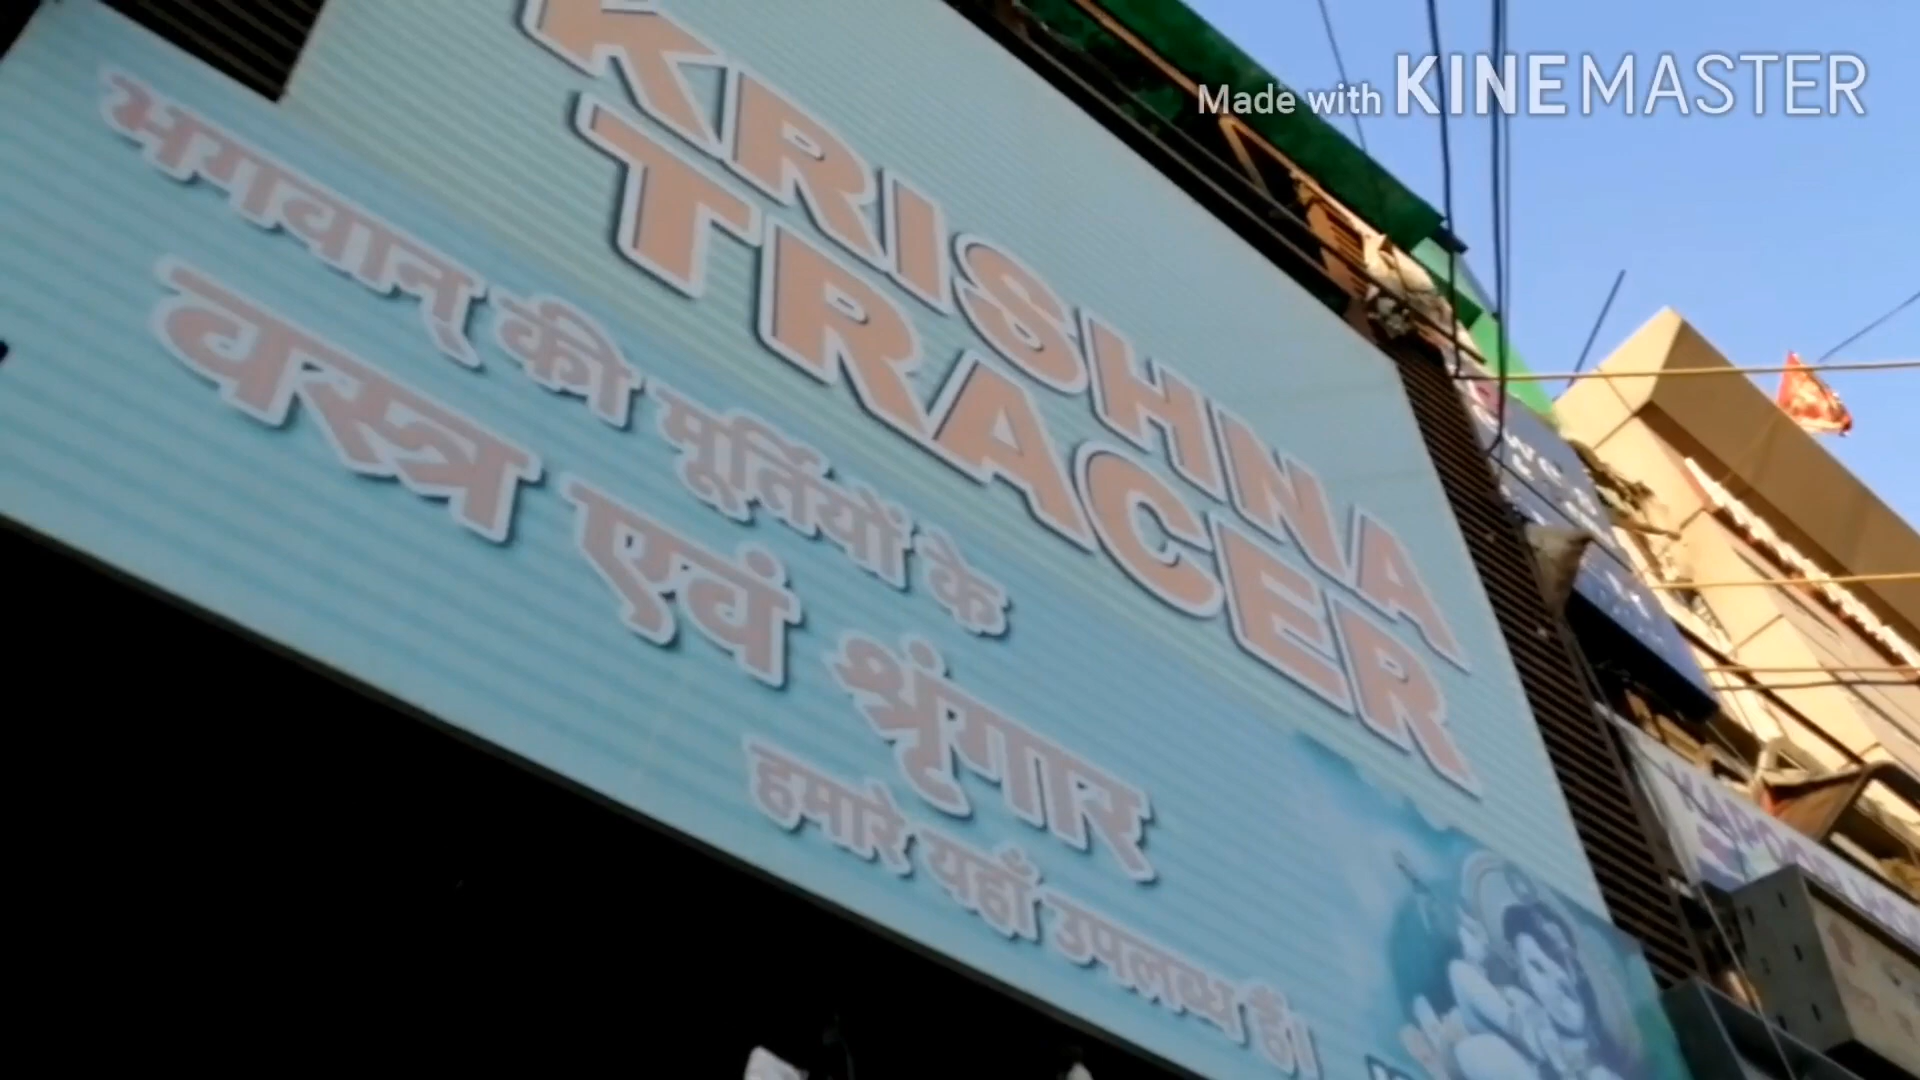 Made with KINEMASTER
KRISHNA
TRACER
भगवान् की मूर्तियों के
वस्त्र एवं श्रृंगार
हमारे यहाँ उपलब्ध हैं।